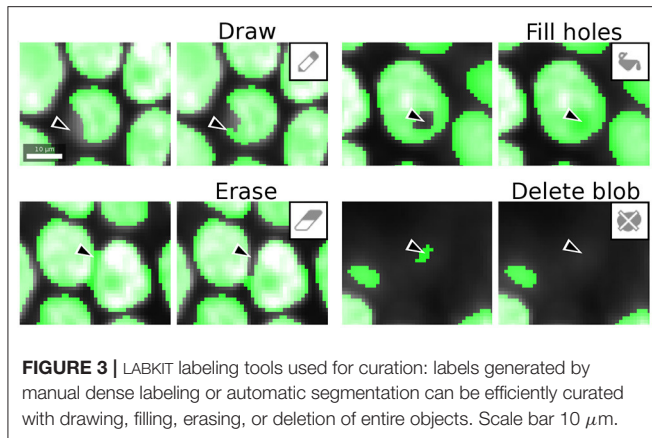 Draw
Fill holes
10 μm
Erase
Delete blob
FIGURE 3 | LABKIT labeling tools used for curation: labels generated by
manual dense labeling or automatic segmentation can be efficiently curated
with drawing, filling, erasing, or deletion of entire objects. Scale bar 10 μm.